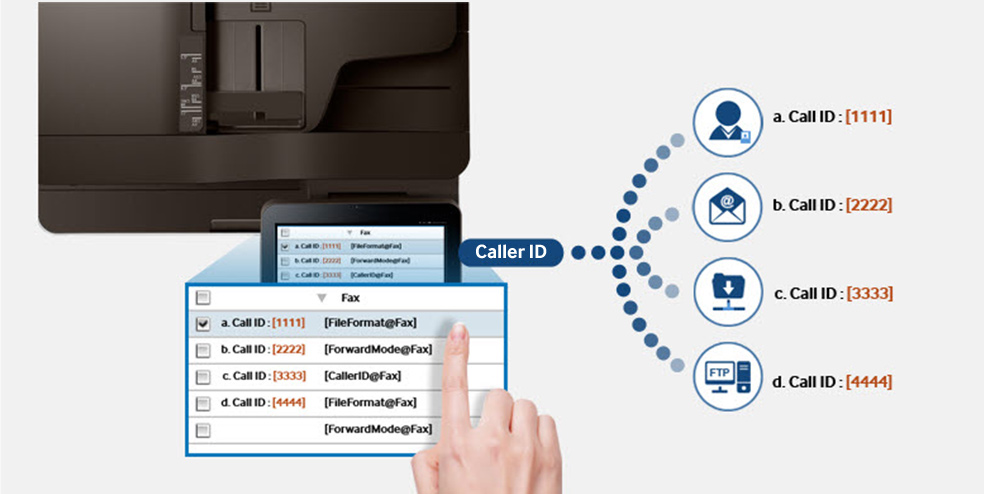 Fax
a. Call ID : [1111] [FileFormat@Fax]
b. Call ID : [2222] [ForwardMode@Fax]
c. Call ID : [3333] [CallerID@Fax]
Fax
a. Call ID : [1111] [FileFormat@Fax]
b. Call ID : [2222] [ForwardMode@Fax]
c. Call ID : [3333] [CallerID@Fax]
d. Call ID : [4444] [FileFormat@Fax]
[ForwardMode@Fax]
Caller ID
a. Call ID : [1111]
@
b. Call ID : [2222]
c. Call ID : [3333]
FTP
d. Call ID : [4444]